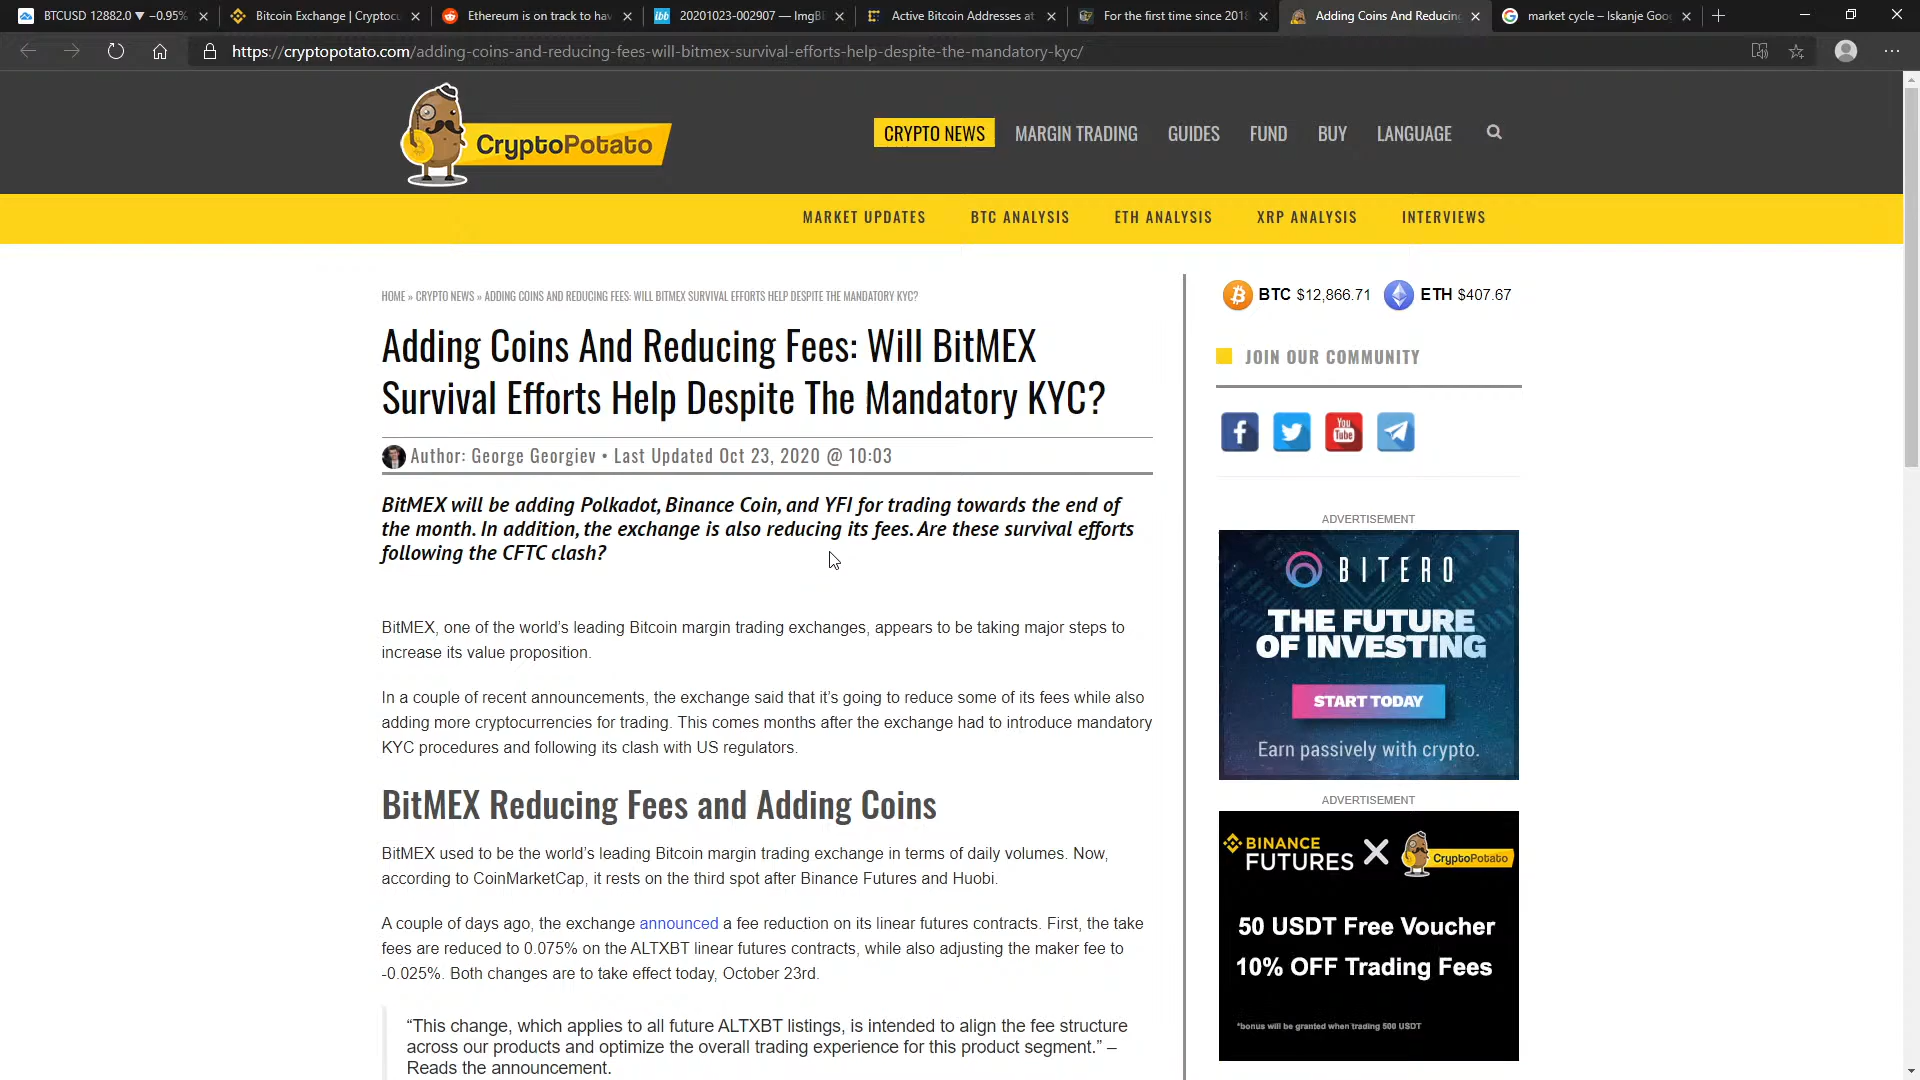 BTCUSD 12882.0 ▼ −0.95%
Bitcoin Exchange | Cryptocu
Ethereum is on track to hav
20201023-002907 — ImgB
Active Bitcoin Addresses at
For the first time since 2018
Adding Coins And Reducing
market cycle – Iskanje Goo
https://cryptopotato.com/adding-coins-and-reducing-fees-will-bitmex-survival-efforts-help-despite-the-mandatory-kyc/
CryptoPotato
CRYPTO NEWS
MARGIN TRADING
GUIDES
FUND
BUY
LANGUAGE
MARKET UPDATES
BTC ANALYSIS
ETH ANALYSIS
XRP ANALYSIS
INTERVIEWS
HOME » CRYPTO NEWS » ADDING COINS AND REDUCING FEES: WILL BITMEX SURVIVAL EFFORTS HELP DESPITE THE MANDATORY KYC?
Adding Coins And Reducing Fees: Will BitMEX
Survival Efforts Help Despite The Mandatory KYC?
Author: George Georgiev • Last Updated Oct 23, 2020 @ 10:03
BitMEX will be adding Polkadot, Binance Coin, and YFI for trading towards the end of
the month. In addition, the exchange is also reducing its fees. Are these survival efforts
following the CFTC clash?
BitMEX, one of the world's leading Bitcoin margin trading exchanges, appears to be taking major steps to
increase its value proposition.
In a couple of recent announcements, the exchange said that it's going to reduce some of its fees while also
adding more cryptocurrencies for trading. This comes months after the exchange had to introduce mandatory
KYC procedures and following its clash with US regulators.
BitMEX Reducing Fees and Adding Coins
BitMEX used to be the world's leading Bitcoin margin trading exchange in terms of daily volumes. Now,
according to CoinMarketCap, it rests on the third spot after Binance Futures and Huobi.
A couple of days ago, the exchange announced a fee reduction on its linear futures contracts. First, the take
fees are reduced to 0.075% on the ALTXBT linear futures contracts, while also adjusting the maker fee to
-0.025%. Both changes are to take effect today, October 23rd.
“This change, which applies to all future ALTXBT listings, is intended to align the fee structure
across our products and optimize the overall trading experience for this product segment.” –
Reads the announcement.
BTC $12,866.71
ETH $407.67
JOIN OUR COMMUNITY
You
Tube
ADVERTISEMENT
BITERO
THE FUTURE
OF INVESTING
START TODAY
Earn passively with crypto.
ADVERTISEMENT
BINANCE
FUTURES X CryptoPotato
50 USDT Free Voucher
10% OFF Trading Fees
*bonus will be granted when trading 500 USDT